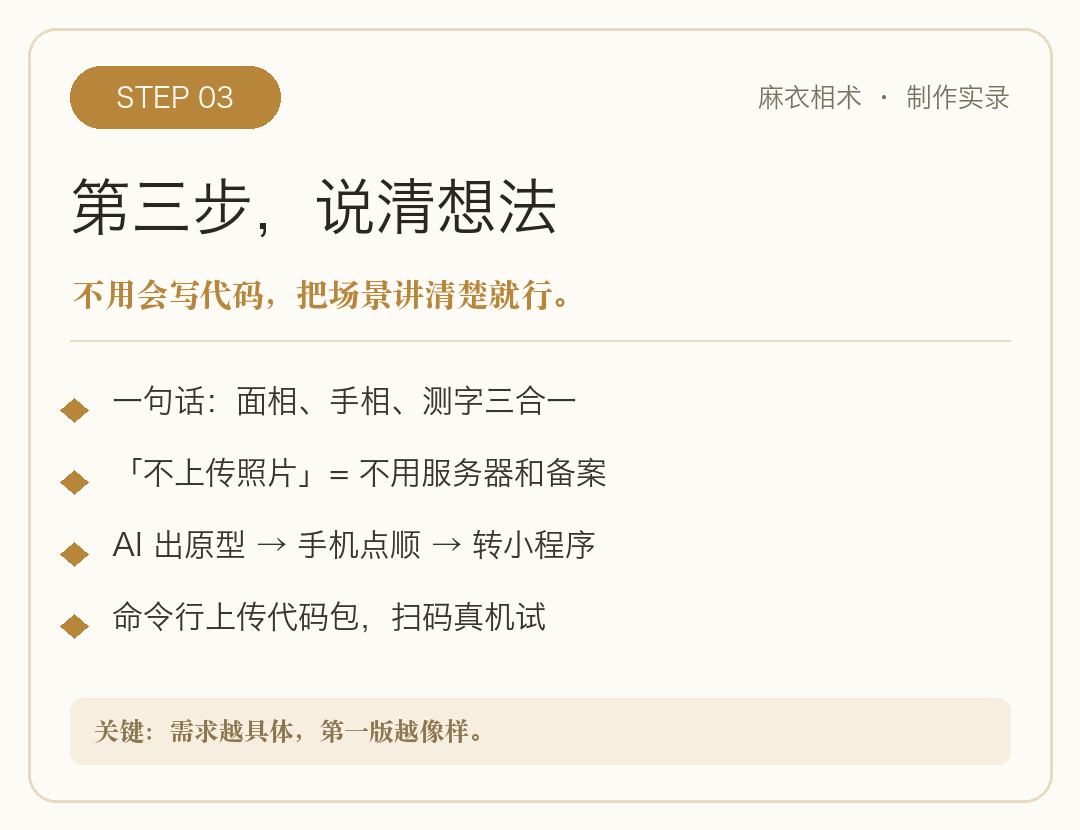 STEP 03
麻衣相术 · 制作实录
第三步，说清想法
不用会写代码，把场景讲清楚就行。
一句话：面相、手相、测字三合一
「不上传照片」= 不用服务器和备案
AI 出原型 → 手机点顺 → 转小程序
命令行上传代码包，扫码真机试
关键：需求越具体，第一版越像样。